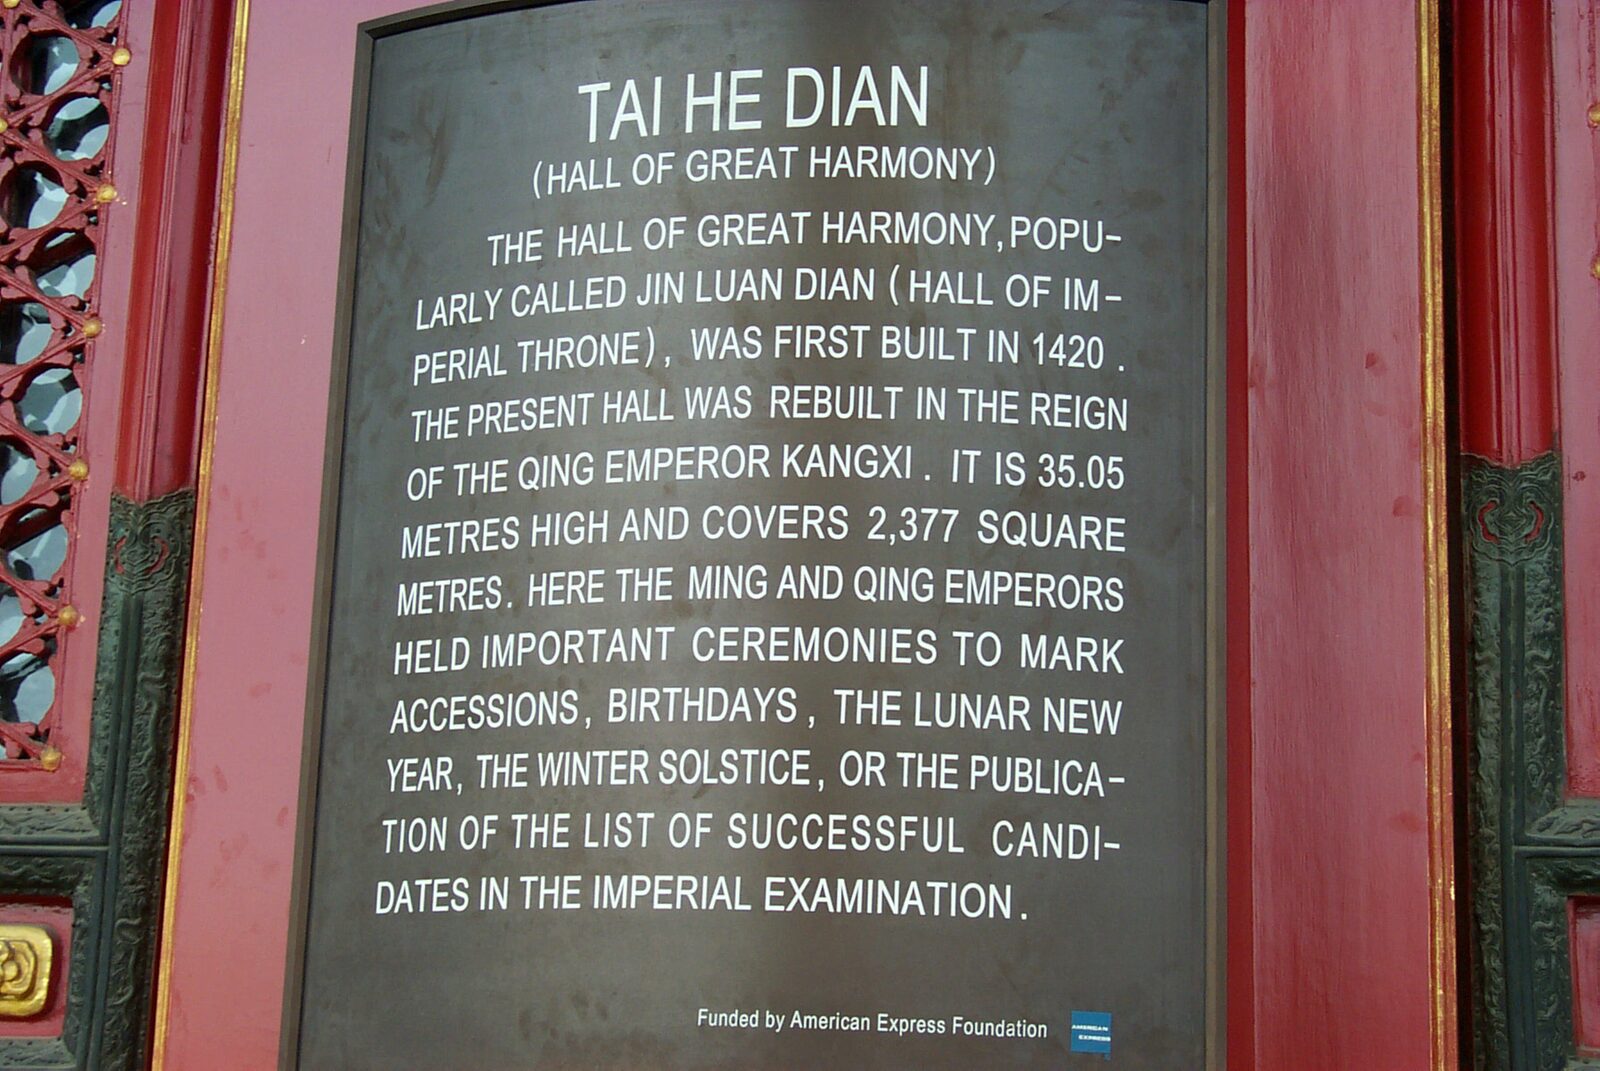 TAI HE DIAN
(HALL OF GREAT HARMONY)
THE HALL OF GREAT HARMONY, POPU-
LARLY CALLED JIN LUAN DIAN (HALL OF IM-
PERIAL THRONE), WAS FIRST BUILT IN 1420.
THE PRESENT HALL WAS REBUILT IN THE REIGN
OF THE QING EMPEROR KANGXI. IT IS 35.05
METRES HIGH AND COVERS 2,377 SQUARE
METRES. HERE THE MING AND QING EMPERORS
HELD IMPORTANT CEREMONIES TO MARK
ACCESSIONS, BIRTHDAYS, THE LUNAR NEW
YEAR, THE WINTER SOLSTICE, OR THE PUBLICA-
TION OF THE LIST OF SUCCESSFUL CANDI-
DATES IN THE IMPERIAL EXAMINATION.
Funded by American Express Foundation
AMERICAN
EXPRESS